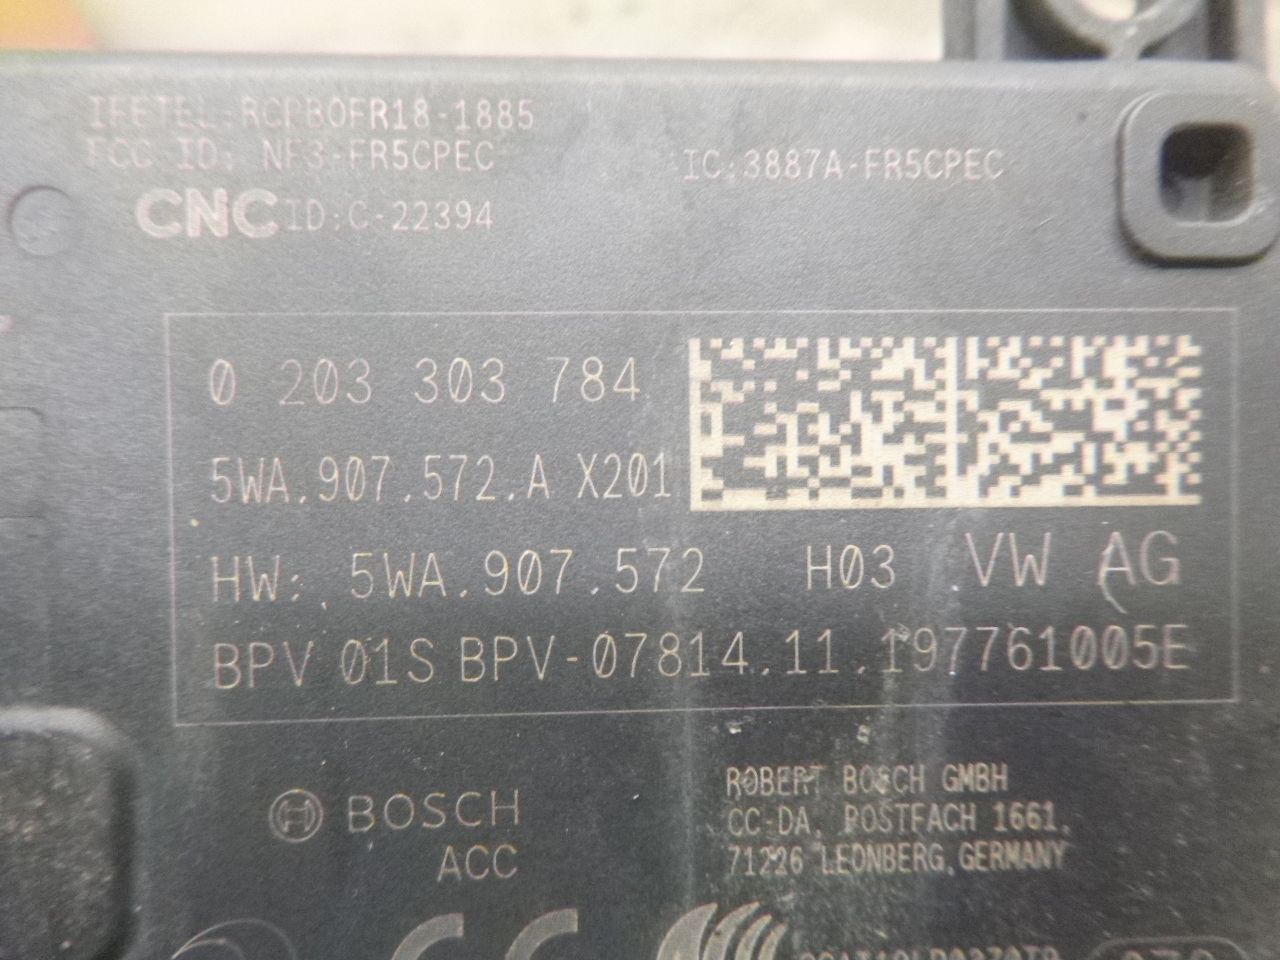 IFETEL:RCPBOFR18-1885
FCC ID: NF3-FR5CPEC IC:3887A-FR5CPEC
CNC ID:C-22394
0 203 303 784
5WA.907.572.A X201
HW: 5WA.907.572 H03 VW AG
BPV 01S BPV-07814.11.197761005E
BOSCH
ACC
ROBERT BOSCH GMBH
CC-DA, POSTFACH 1661,
71226 LEONBERG,GERMANY
CE